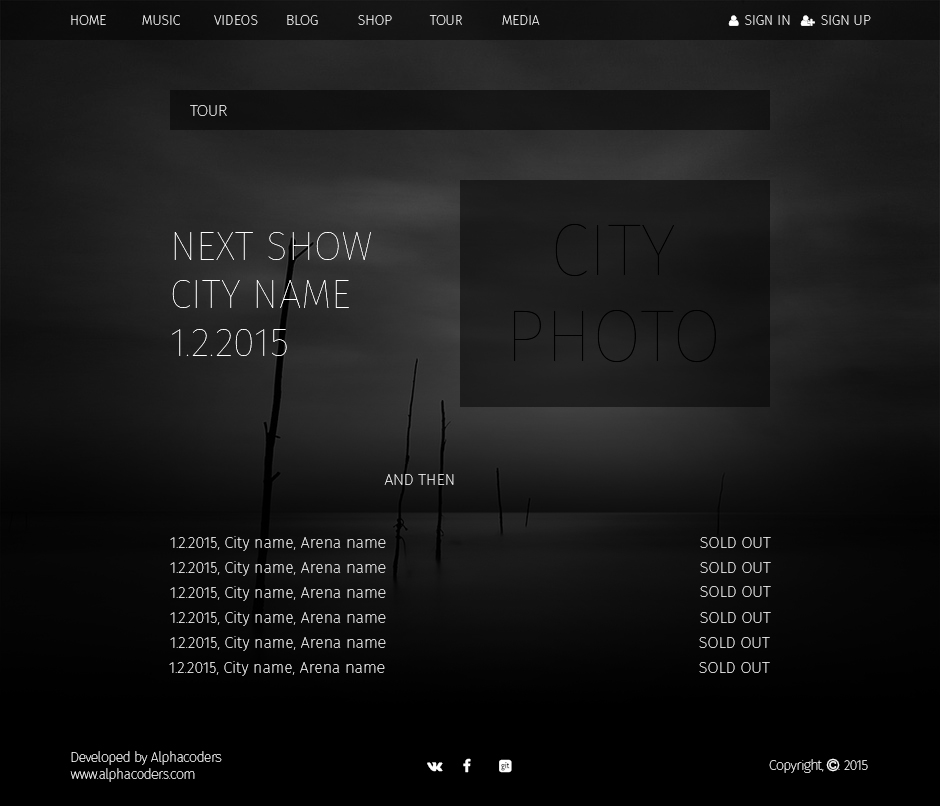 HOME MUSIC VIDEOS BLOG SHOP TOUR MEDIA SIGN IN SIGN UP
TOUR
NEXT SHOW
CITY NAME
1.2.2015
CITY
PHOTO
AND THEN
1.2.2015, City name, Arena name SOLD OUT
1.2.2015, City name, Arena name SOLD OUT
1.2.2015, City name, Arena name SOLD OUT
1.2.2015, City name, Arena name SOLD OUT
1.2.2015, City name, Arena name SOLD OUT
1.2.2015, City name, Arena name SOLD OUT
Developed by Alphacoders
www.alphacoders.com
git
Copyright, © 2015